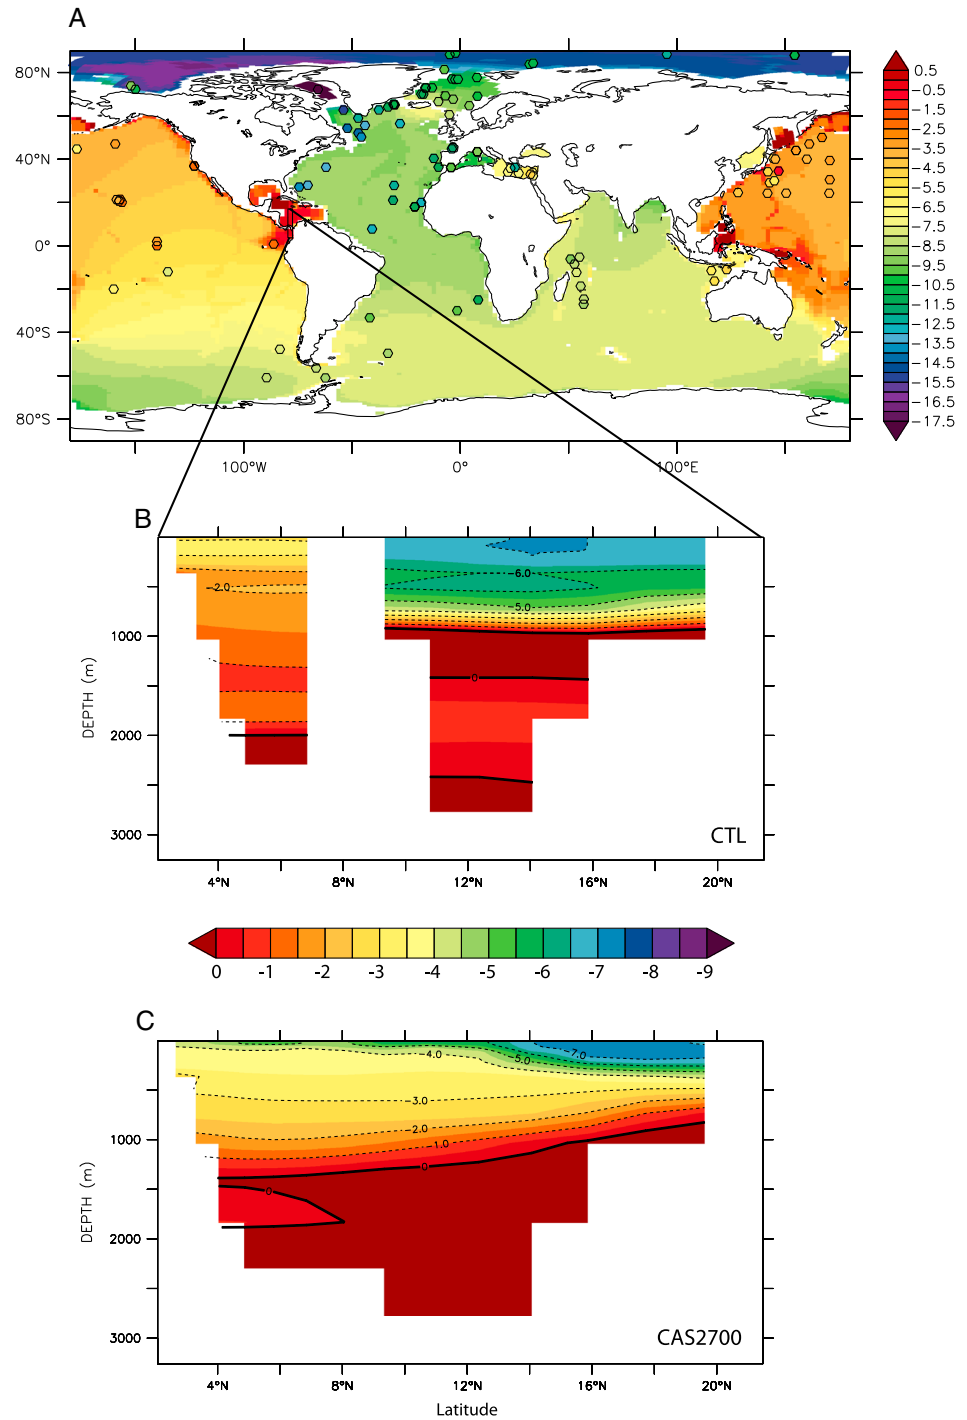 A
80°N
40°N
0°
40°S
80°S
100°W
0°
100°E
0.5
−0.5
−1.5
−2.5
−3.5
−4.5
−5.5
−6.5
−7.5
−8.5
−9.5
−10.5
−11.5
−12.5
−13.5
−14.5
−15.5
−16.5
−17.5
B
DEPTH (m)
1000
2000
3000
-2.0
-6.0
-5.0
0
CTL
4°N
8°N
12°N
16°N
20°N
0
-1
-2
-3
-4
-5
-6
-7
-8
-9
C
DEPTH (m)
1000
2000
3000
-4.0
-5.0
-7.0
-3.0
-2.0
-1.0
0
0
CAS2700
4°N
8°N
12°N
16°N
20°N
Latitude